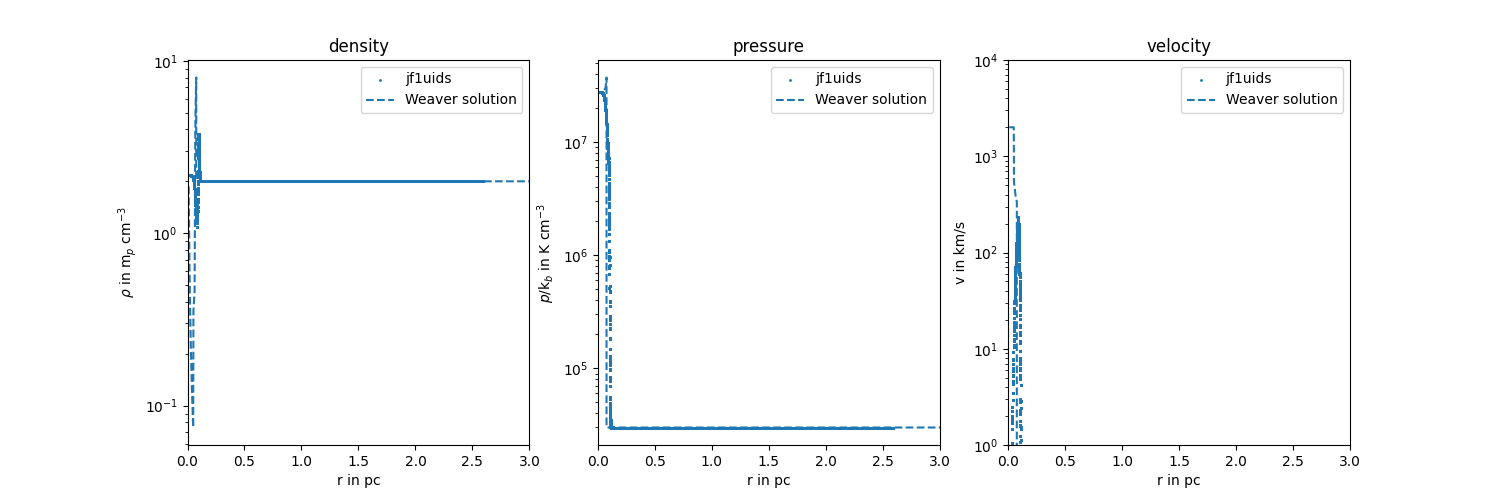 density
pressure
velocity
jf1uids
Weaver solution
jf1uids
Weaver solution
jf1uids
Weaver solution
ρ in m_p cm^{-3}
10^1
10^0
10^{-1}
p/k_b in K cm^{-3}
10^7
10^6
10^5
v in km/s
10^4
10^3
10^2
10^1
10^0
0.0 0.5 1.0 1.5 2.0 2.5 3.0
0.0 0.5 1.0 1.5 2.0 2.5 3.0
0.0 0.5 1.0 1.5 2.0 2.5 3.0
r in pc
r in pc
r in pc